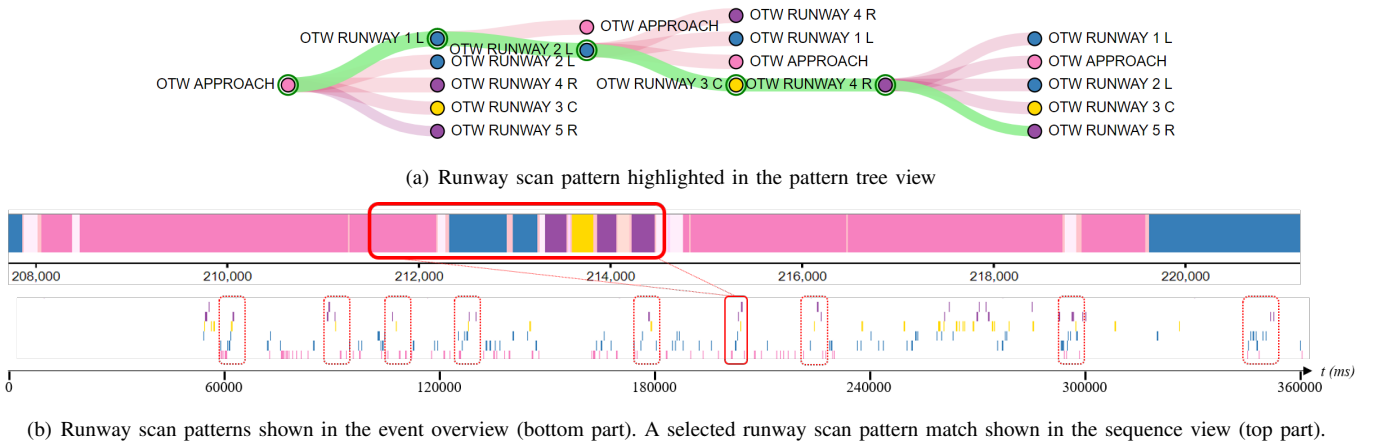 OTW RUNWAY 4 R
OTW APPROACH
OTW RUNWAY 1 L
OTW RUNWAY 1 L
OTW RUNWAY 1 L
OTW RUNWAY 2 L
OTW RUNWAY 2 L
OTW APPROACH
OTW APPROACH
OTW APPROACH
OTW RUNWAY 4 R
OTW RUNWAY 3 C
OTW RUNWAY 4 R
OTW RUNWAY 2 L
OTW RUNWAY 3 C
OTW RUNWAY 3 C
OTW RUNWAY 5 R
OTW RUNWAY 5 R
(a) Runway scan pattern highlighted in the pattern tree view
208,000 210,000 212,000 214,000 216,000 218,000 220,000
0 60000 120000 180000 240000 300000 360000 t (ms)
(b) Runway scan patterns shown in the event overview (bottom part). A selected runway scan pattern match shown in the sequence view (top part).